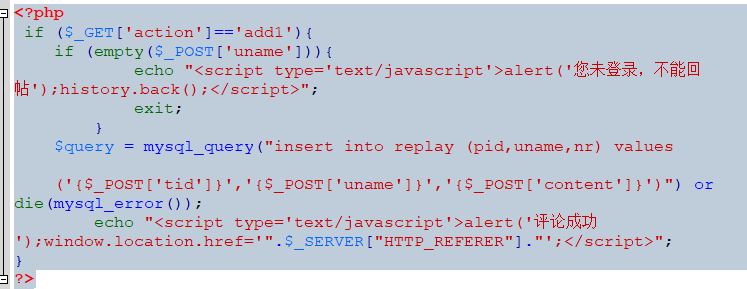 <?php
if ($_GET['action']=='add1'){
if (empty($_POST['uname'])){
echo "<script type='text/javascript'>alert('您未登录，不能回
帖');history.back();</script>";
exit;
}
$query = mysql_query("insert into replay (pid,uname,nr) values
('{$_POST['tid']}','{$_POST['uname']}','{$_POST['content']}')") or
die(mysql_error());
echo "<script type='text/javascript'>alert('评论成功
');window.location.href='".$_SERVER["HTTP_REFERER"]."';</script>";
}
?>